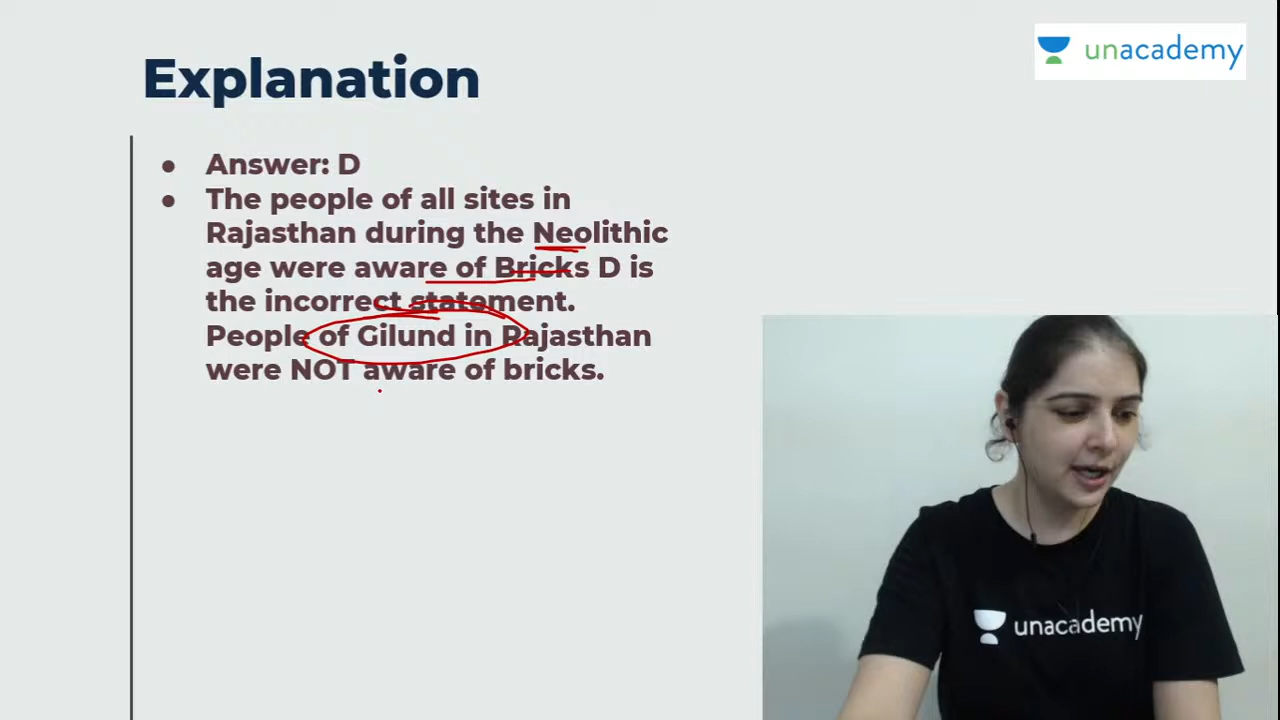 unacademy
Explanation
● Answer: D
● The people of all sites in
Rajasthan during the Neolithic
age were aware of Bricks D is
the incorrect statement.
People of Gilund in Rajasthan
were NOT aware of bricks.
unacademy